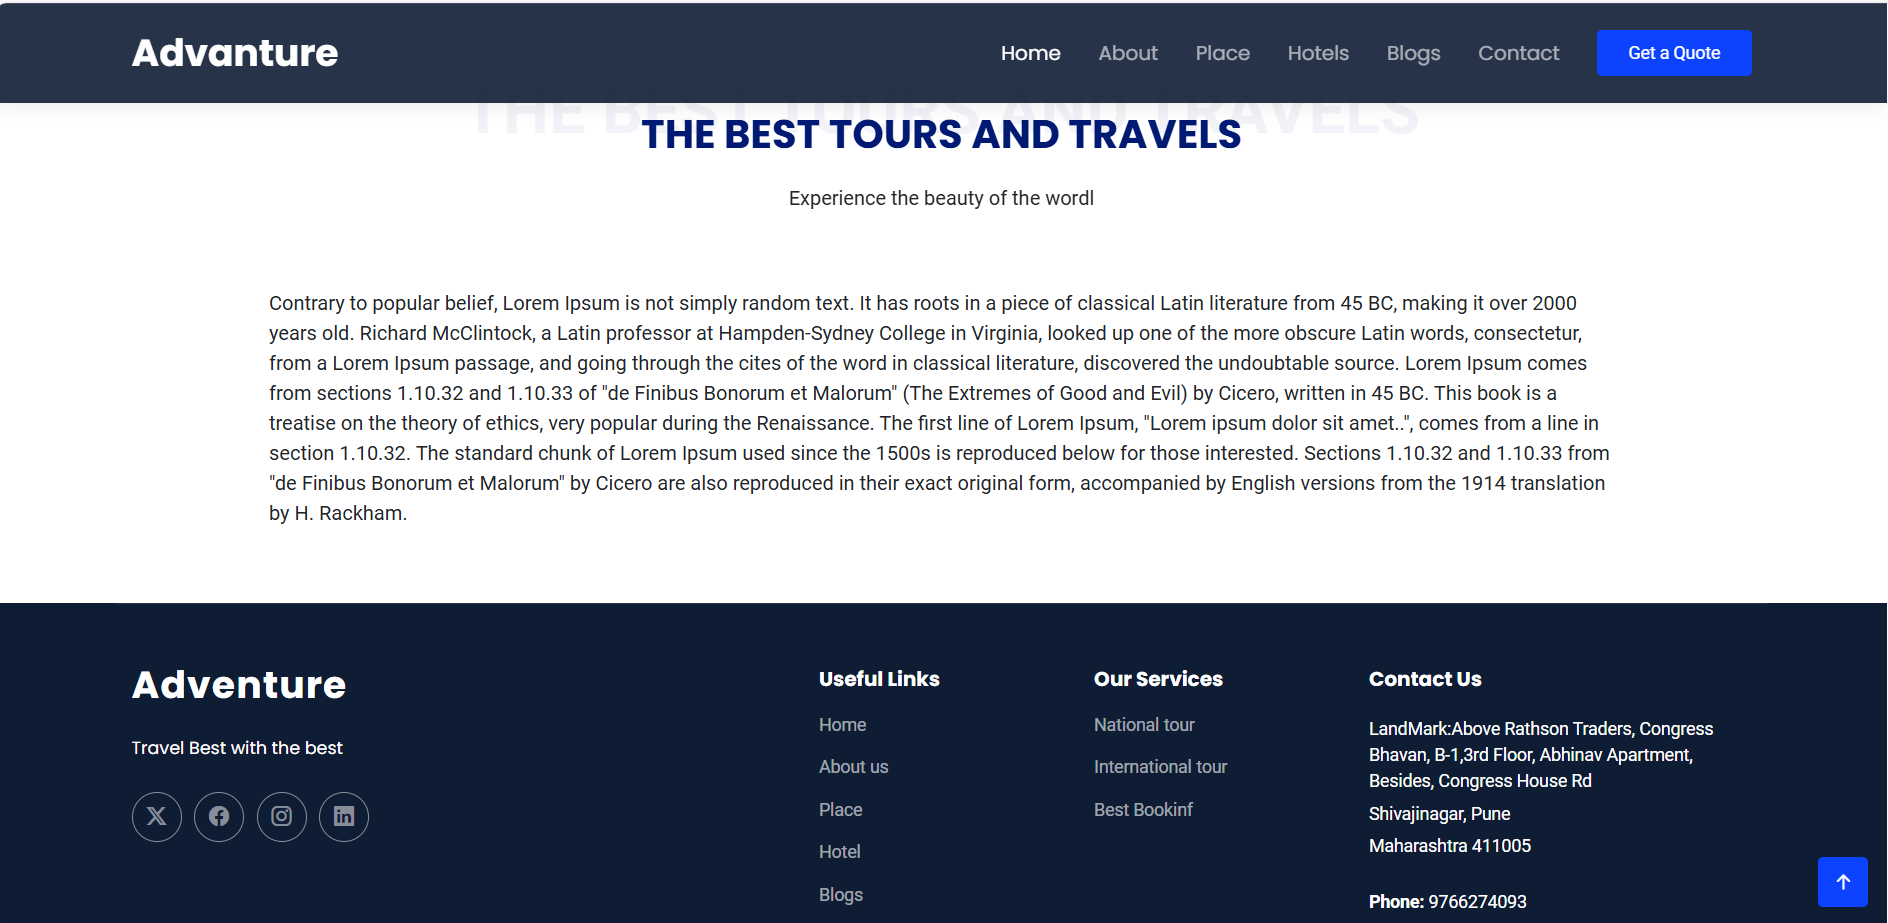 Advanture
Home About Place Hotels Blogs Contact Get a Quote
THE BEST TOURS AND TRAVELS
THE BEST TOURS AND TRAVELS
Experience the beauty of the wordl
Contrary to popular belief, Lorem Ipsum is not simply random text. It has roots in a piece of classical Latin literature from 45 BC, making it over 2000
years old. Richard McClintock, a Latin professor at Hampden-Sydney College in Virginia, looked up one of the more obscure Latin words, consectetur,
from a Lorem Ipsum passage, and going through the cites of the word in classical literature, discovered the undoubtable source. Lorem Ipsum comes
from sections 1.10.32 and 1.10.33 of "de Finibus Bonorum et Malorum" (The Extremes of Good and Evil) by Cicero, written in 45 BC. This book is a
treatise on the theory of ethics, very popular during the Renaissance. The first line of Lorem Ipsum, "Lorem ipsum dolor sit amet..", comes from a line in
section 1.10.32. The standard chunk of Lorem Ipsum used since the 1500s is reproduced below for those interested. Sections 1.10.32 and 1.10.33 from
"de Finibus Bonorum et Malorum" by Cicero are also reproduced in their exact original form, accompanied by English versions from the 1914 translation
by H. Rackham.
Adventure
Travel Best with the best
Useful Links
Home
About us
Place
Hotel
Blogs
Our Services
National tour
International tour
Best Bookinf
Contact Us
LandMark:Above Rathson Traders, Congress
Bhavan, B-1,3rd Floor, Abhinav Apartment,
Besides, Congress House Rd
Shivajinagar, Pune
Maharashtra 411005
Phone: 9766274093